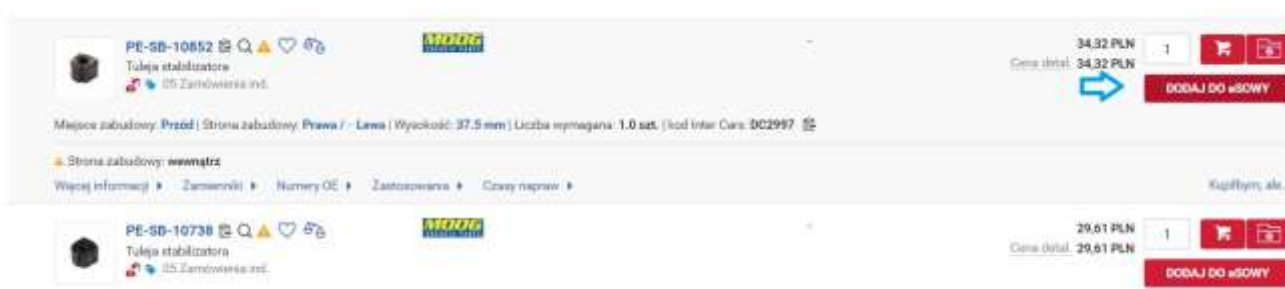 PE-SB-10852
MOOG
-
34,32 PLN
1
Tuleja stabilizatora
Cena detal. 34,32 PLN
05 Zamówienia ind.
DODAJ DO eSOWY
Miejsce zabudowy: Przód | Strona zabudowy: Prawa / - Lewa | Wysokość: 37.5 mm | Liczba wymagana: 1.0 szt. | kod Inter Cars: DC2997
Strona zabudowy: wewnątrz
Więcej informacji Zamienniki Numery OE Zastosowania Czasy napraw
Kupiłbym, ale.
PE-SB-10738
MOOG
-
29,61 PLN
1
Tuleja stabilizatora
Cena detal. 29,61 PLN
05 Zamówienia ind.
DODAJ DO eSOWY